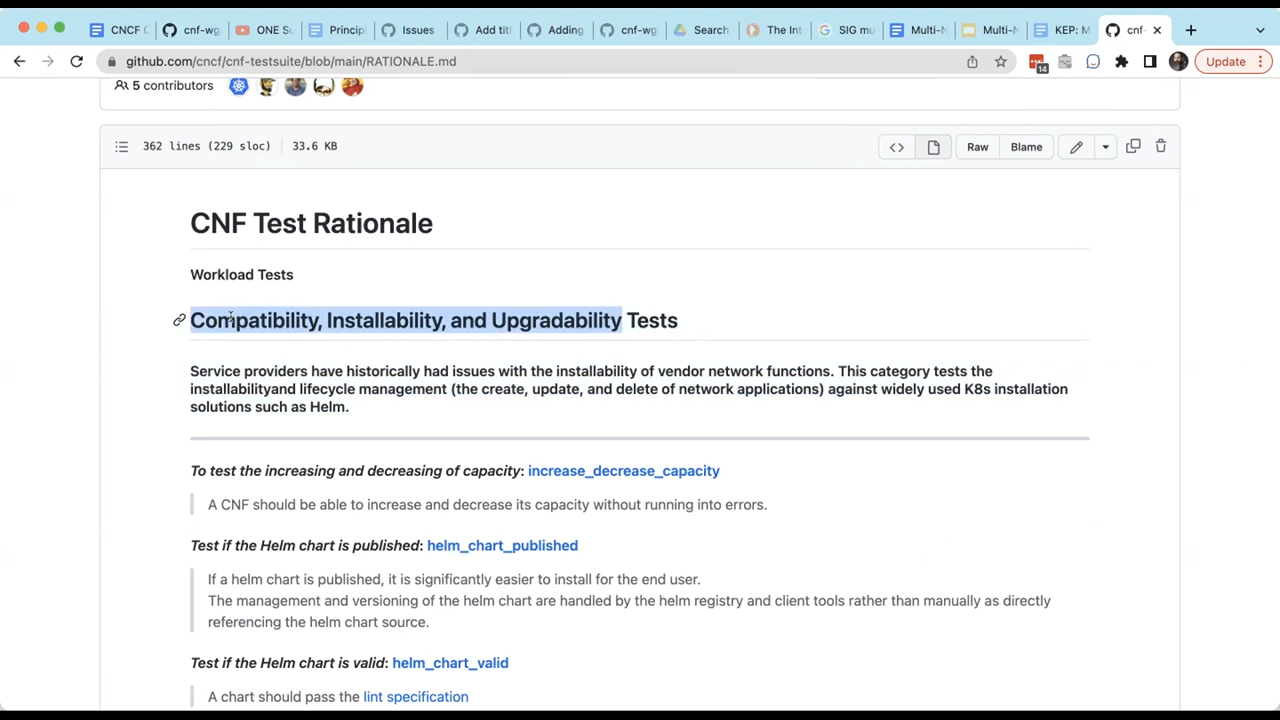 CNCF C
cnf-wg
ONE Su
Princip
Issues
Add titl
Adding
cnf-wg
Search
The Int
SIG mu
Multi-N
Multi-N
KEP: M
cnf-
github.com/cncf/cnf-testsuite/blob/main/RATIONALE.md
14
Update
5 contributors
362 lines (229 sloc)
33.6 KB
Raw
Blame
CNF Test Rationale
Workload Tests
Compatibility, Installability, and Upgradability Tests
Service providers have historically had issues with the installability of vendor network functions. This category tests the
installabilityand lifecycle management (the create, update, and delete of network applications) against widely used K8s installation
solutions such as Helm.
To test the increasing and decreasing of capacity: increase_decrease_capacity
A CNF should be able to increase and decrease its capacity without running into errors.
Test if the Helm chart is published: helm_chart_published
If a helm chart is published, it is significantly easier to install for the end user.
The management and versioning of the helm chart are handled by the helm registry and client tools rather than manually as directly
referencing the helm chart source.
Test if the Helm chart is valid: helm_chart_valid
A chart should pass the lint specification